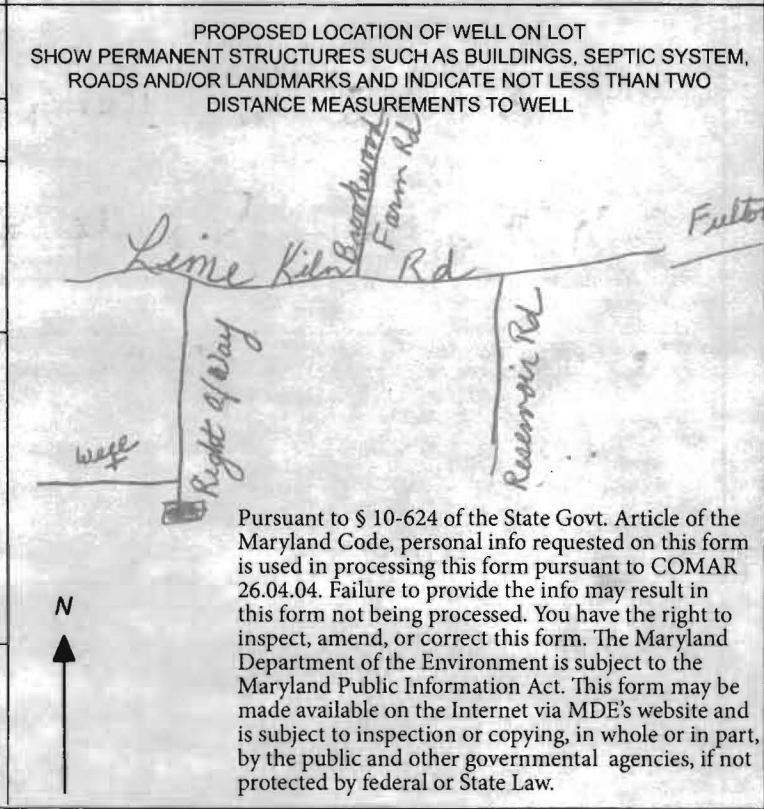 PROPOSED LOCATION OF WELL ON LOT
SHOW PERMANENT STRUCTURES SUCH AS BUILDINGS, SEPTIC SYSTEM,
ROADS AND/OR LANDMARKS AND INDICATE NOT LESS THAN TWO
DISTANCE MEASUREMENTS TO WELL
Brookwood
Farm Rd
Lime Kiln Rd
Right Of Way
Reservoir Rd
Pursuant to § 10-624 of the State Govt. Article of the
Maryland Code, personal info requested on this form
is used in processing this form pursuant to COMAR
26.04.04. Failure to provide the info may result in
this form not being processed. You have the right to
inspect, amend, or correct this form. The Maryland
Department of the Environment is subject to the
Maryland Public Information Act. This form may be
made available on the Internet via MDE's website and
is subject to inspection or copying, in whole or in part,
by the public and other governmental agencies, if not
protected by federal or State Law.
N